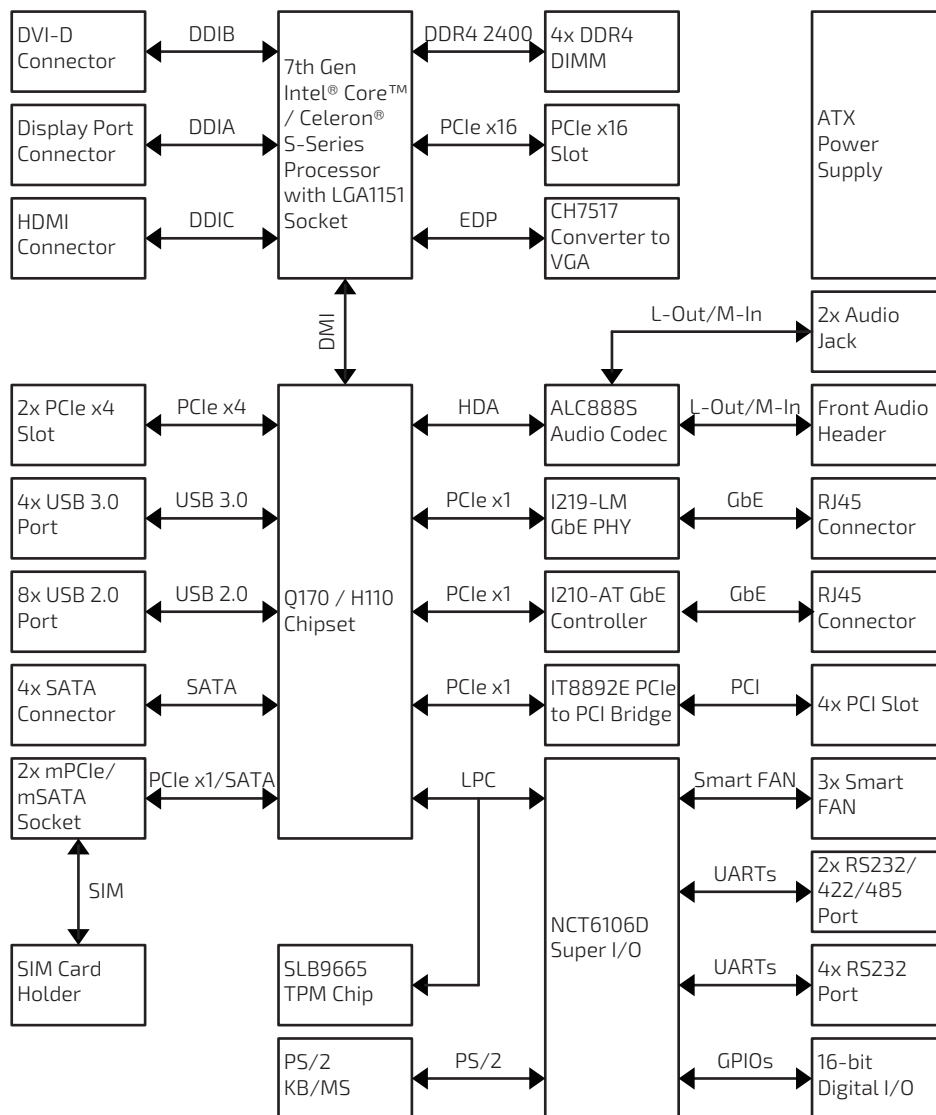 DVI-D
Connector
DDIB
7th Gen
Intel® Core™
/ Celeron®
S-Series
Processor
with LGA1151
Socket
DDR4 2400
4x DDR4
DIMM
ATX
Power
Supply
Display Port
Connector
DDIA
PCIe x16
PCIe x16
Slot
HDMI
Connector
DDIC
EDP
CH7517
Converter to
VGA
DMI
L-Out/M-In
2x Audio
Jack
2x PCIe x4
Slot
PCIe x4
Q170 / H110
Chipset
HDA
ALC888S
Audio Codec
L-Out/M-In
Front Audio
Header
4x USB 3.0
Port
USB 3.0
PCIe x1
I219-LM
GbE PHY
GbE
RJ45
Connector
8x USB 2.0
Port
USB 2.0
PCIe x1
I210-AT GbE
Controller
GbE
RJ45
Connector
4x SATA
Connector
SATA
PCIe x1
IT8892E PCIe
to PCI Bridge
PCI
4x PCI Slot
2x mPCIe/
mSATA
Socket
PCIe x1/SATA
LPC
NCT6106D
Super I/O
Smart FAN
3x Smart
FAN
SIM
UARTs
2x RS232/
422/485
Port
SIM Card
Holder
SLB9665
TPM Chip
UARTs
4x RS232
Port
PS/2
KB/MS
PS/2
GPIOs
16-bit
Digital I/O